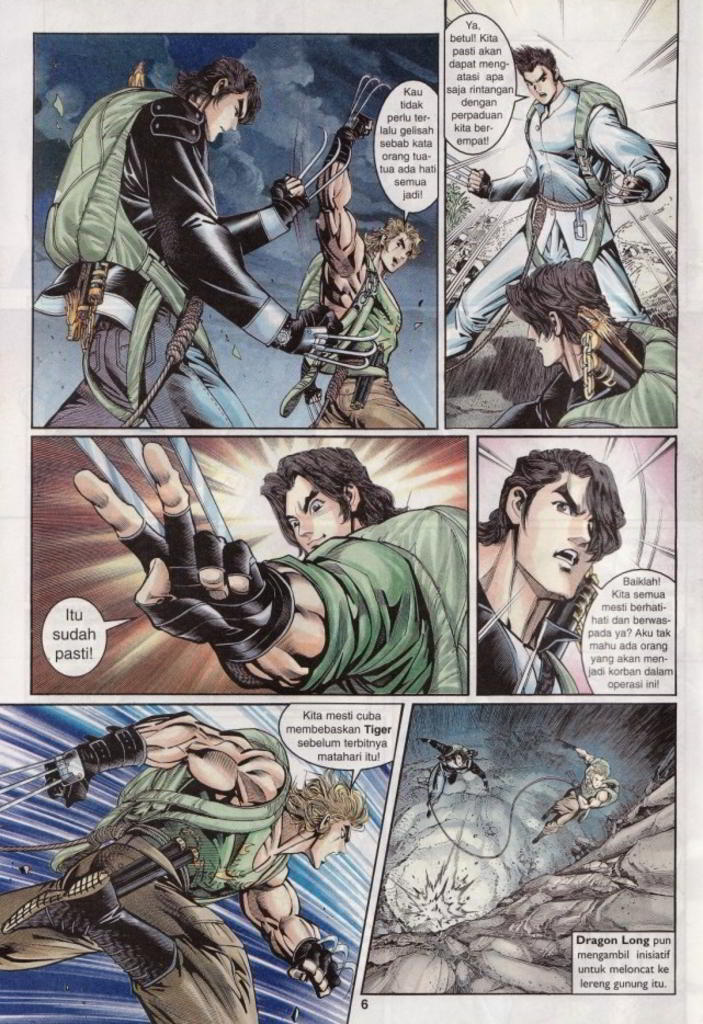 Kau
tidak
perlu ter-
lalu gelisah
sebab kata
orang tua-
tua ada hati
semua
jadi!
Ya,
betul! Kita
pasti akan
dapat meng-
atasi apa
saja rintangan
dengan
perpaduan
kita ber-
empat!
Itu
sudah
pasti!
Baiklah!
Kita semua
mesti berhati-
hati dan berwas-
pada ya? Aku tak
mahu ada orang
yang akan men-
jadi korban dalam
operasi ini!
Kita mesti cuba
membebaskan Tiger
sebelum terbitnya
matahari itu!
Dragon Long pun
mengambil inisiatif
untuk meloncat ke
lereng gunung itu.
6